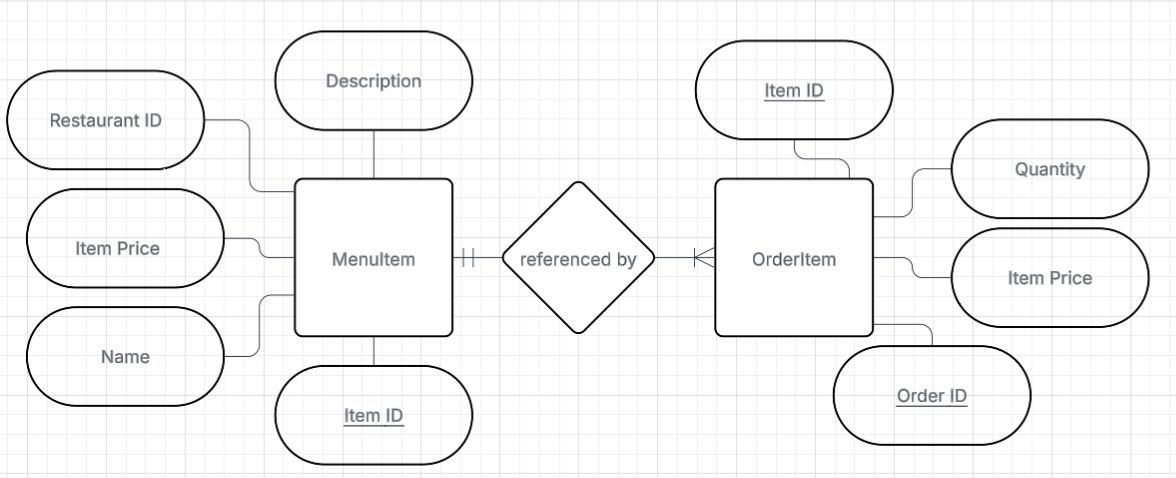 Description
Item ID
Restaurant ID
Quantity
Item Price
MenuItem
referenced by
OrderItem
Item Price
Name
Item ID
Order ID